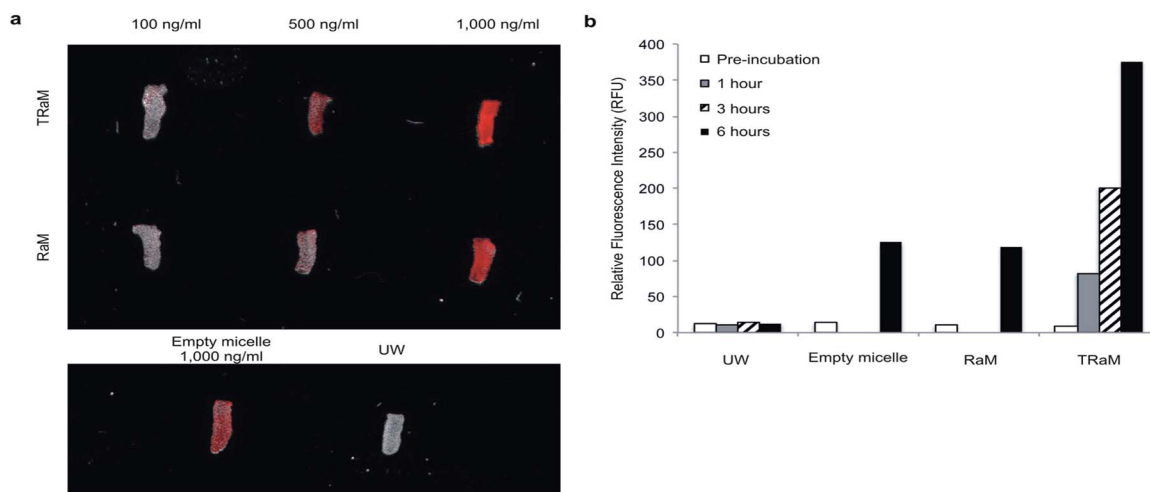 a
100 ng/ml 500 ng/ml 1,000 ng/ml
TRaM
RaM
Empty micelle
1,000 ng/ml
UW
b
Relative Fluorescence Intensity (RFU)
400
350
300
250
200
150
100
50
0
Pre-incubation
1 hour
3 hours
6 hours
UW Empty micelle RaM TRaM